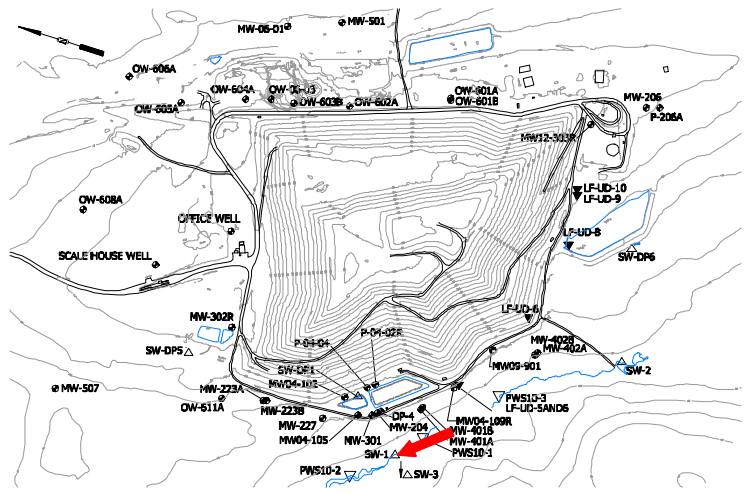 MW-06-01
MW-501
OW-606A
OW-604A
OW-601A
OW-601B
OW-603B
OW-602A
OW-605A
MW-206
P-206A
MW12-303R
LF-UD-10
LF-UD-9
OW-608A
OFFICE WELL
LF-UD-8
SW-DP6
SCALE HOUSE WELL
LF-UD-6
MW-302R
P-04-04
P-04-02R
MW-402B
MW-402A
SW-DP5
SW-DP1
MW09-901
SW-2
MW-507
MW-223A
MW04-102
OW-611A
MW-223B
PWS10-3
LF-UD-5AND6
DP-4
MW-227
MW-204
MW04-109R
MW04-105
MW-301
MW-401B
MW-401A
SW-1
PWS10-1
PWS10-2
SW-3